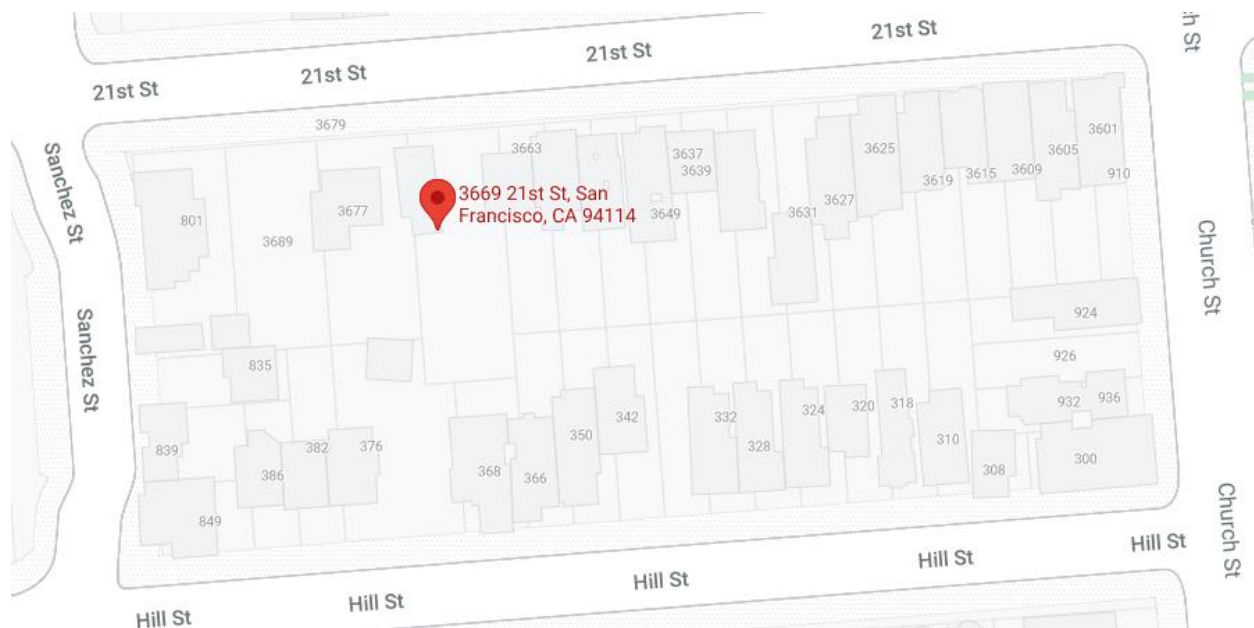 h St
21st St
21st St
21st St
21st St
3679
3663
3637
3639
3625
3601
3605
3609
3615
3619
910
3669 21st St, San
Francisco, CA 94114
Sanchez St
801
3677
3689
3649
3631
3627
Church St
924
926
Sanchez St
835
932
936
342
332
328
324
320
318
310
350
839
386
382
376
368
366
308
300
849
Church St
Hill St
Hill St
Hill St
Hill St
Hill St